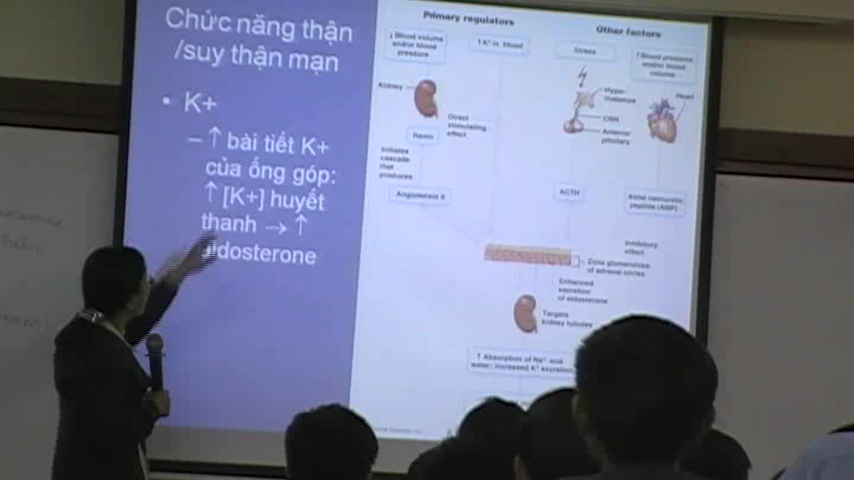 Chức năng thận
/suy thận mạn
• K+
– ↑ bài tiết K+
của ống góp:
↑ [K+] huyết
thanh → ↑
aldosterone
Primary regulators
Other factors
↓ Blood volume
and/or blood
pressure
↑ K+ in blood
Stress
↑ Blood pressure
and/or blood
volume
Kidney
Hypo-
thalamus
Heart
Renin
Direct
stimulating
effect
CRH
Anterior
pituitary
Initiates
cascade
that
produces
Angiotensin II
ACTH
Atrial natriuretic
peptide (ANP)
Inhibitory
effect
Zona glomerulosa
of adrenal cortex
Enhanced
secretion
of aldosterone
Targets
kidney tubules
↑ Absorption of Na+ and
water; increased K+ excretion